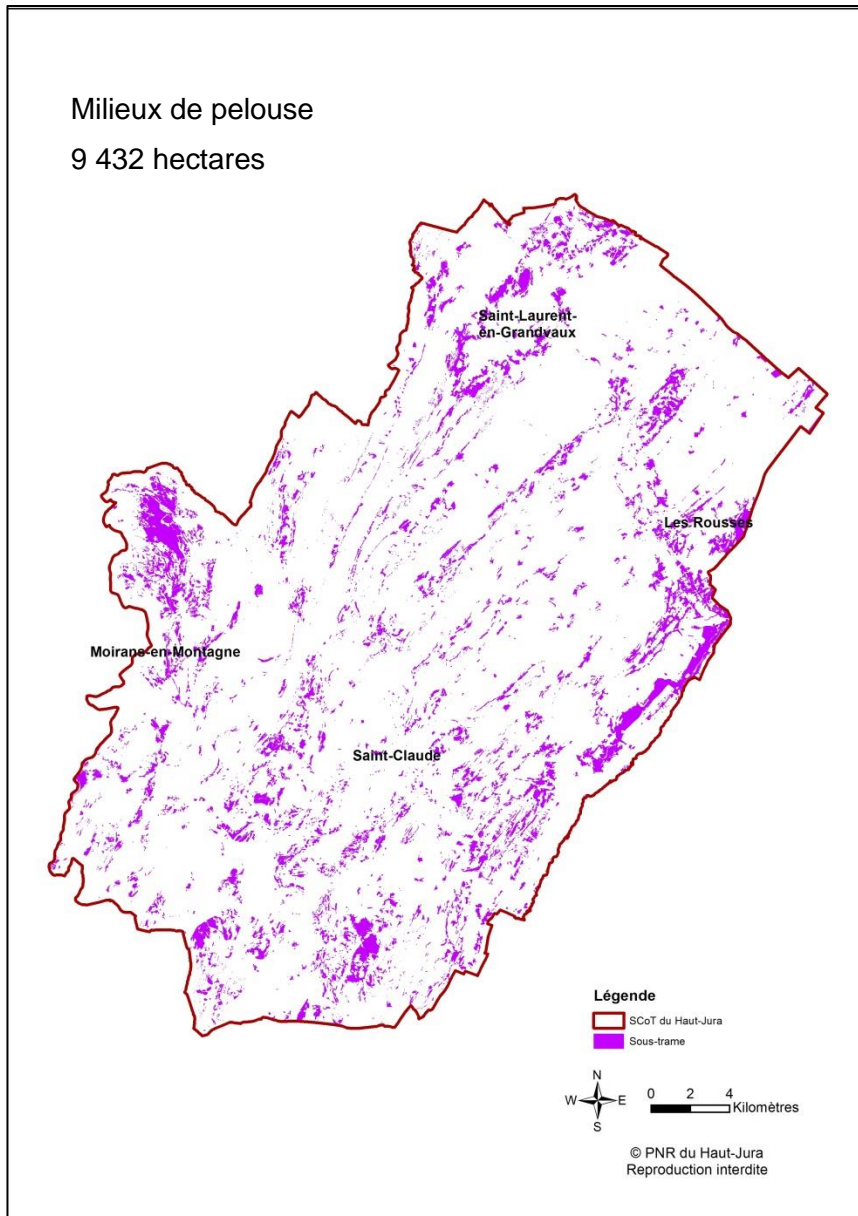 Milieux de pelouse
9 432 hectares
Saint-Laurent-
en-Grandvaux
Les Rousses
Moirans-en-Montagne
Saint-Claude
Légende
SCoT du Haut-Jura
Sous-trame
N
W E
S
0 2 4
Kilomètres
© PNR du Haut-Jura
Reproduction interdite